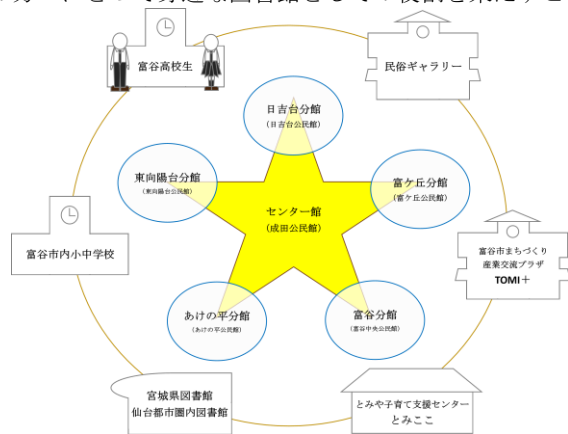 富谷高校生
民俗ギャラリー
日吉台分館
(日吉台公民館)
東向陽台分館
(東向陽台公民館)
富ケ丘分館
(富ケ丘公民館)
センター館
(成田公民館)
富谷市内小中学校
富谷市まちづくり
産業交流プラザ
TOMI＋
あけの平分館
(あけの平公民館)
富谷分館
(富谷中央公民館)
宮城県図書館
仙台都市圏内図書館
とみや子育て支援センター
とみここ